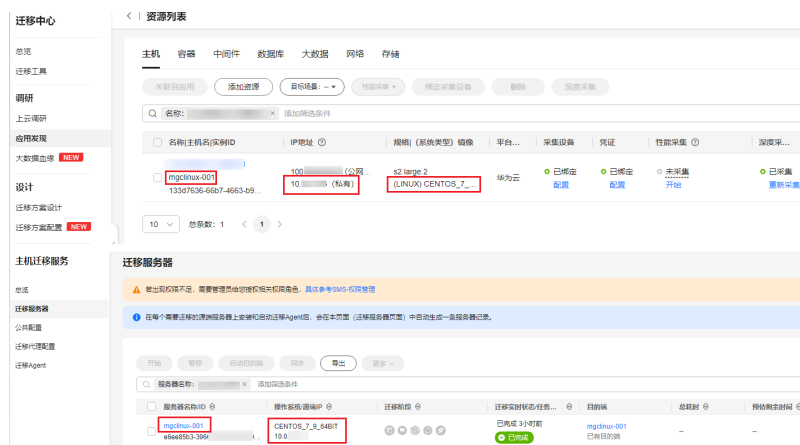 迁移中心
总览
迁移工具
调研
上云调研
应用发现
大数据血缘 NEW
设计
迁移方案设计
迁移方案配置 NEW
资源列表
主机 容器 中间件 数据库 大数据 网络 存储
关联到应用 添加资源 目标场景: -- 性能采集 绑定采集设备 删除 深度采集
名称: × 添加筛选条件
名称|主机名|实例ID IP地址 规格| (系统类型) 镜像 平台... 采集设备 凭证 性能采集 深度采...
mgclinux-001
133d7636-66b7-4663-b9...
100 (公网...
10. (私有)
s2.large.2
(LINUX) CENTOS_7_...
华为云
已绑定
配置
已绑定
配置
未采集
开始
已采集
重新采集
10 总条数: 1 < 1 >
主机迁移服务
总览
迁移服务器
公共配置
迁移代理配置
迁移Agent
迁移服务器
若出现权限不足, 需要管理员给您授权相关权限角色。具体参考SMS-权限管理
在每个需要迁移的源端服务器上安装和启动迁移Agent后, 会在本页面 (迁移服务器页面) 中自动生成一条服务器记录。
开始 暂停 启动目的端 同步 导出 更多
服务器名称: × 添加筛选条件
服务器名称/ID 操作系统/源端IP 迁移阶段 迁移实时状态/任务... 目的端 总耗时 预估剩余时间
mgclinux-001
e6ee85b3-396
CENTOS_7_9_64BIT
10.0
已完成 3小时前
已完成
mgclinux-001
已有目的端
-- --